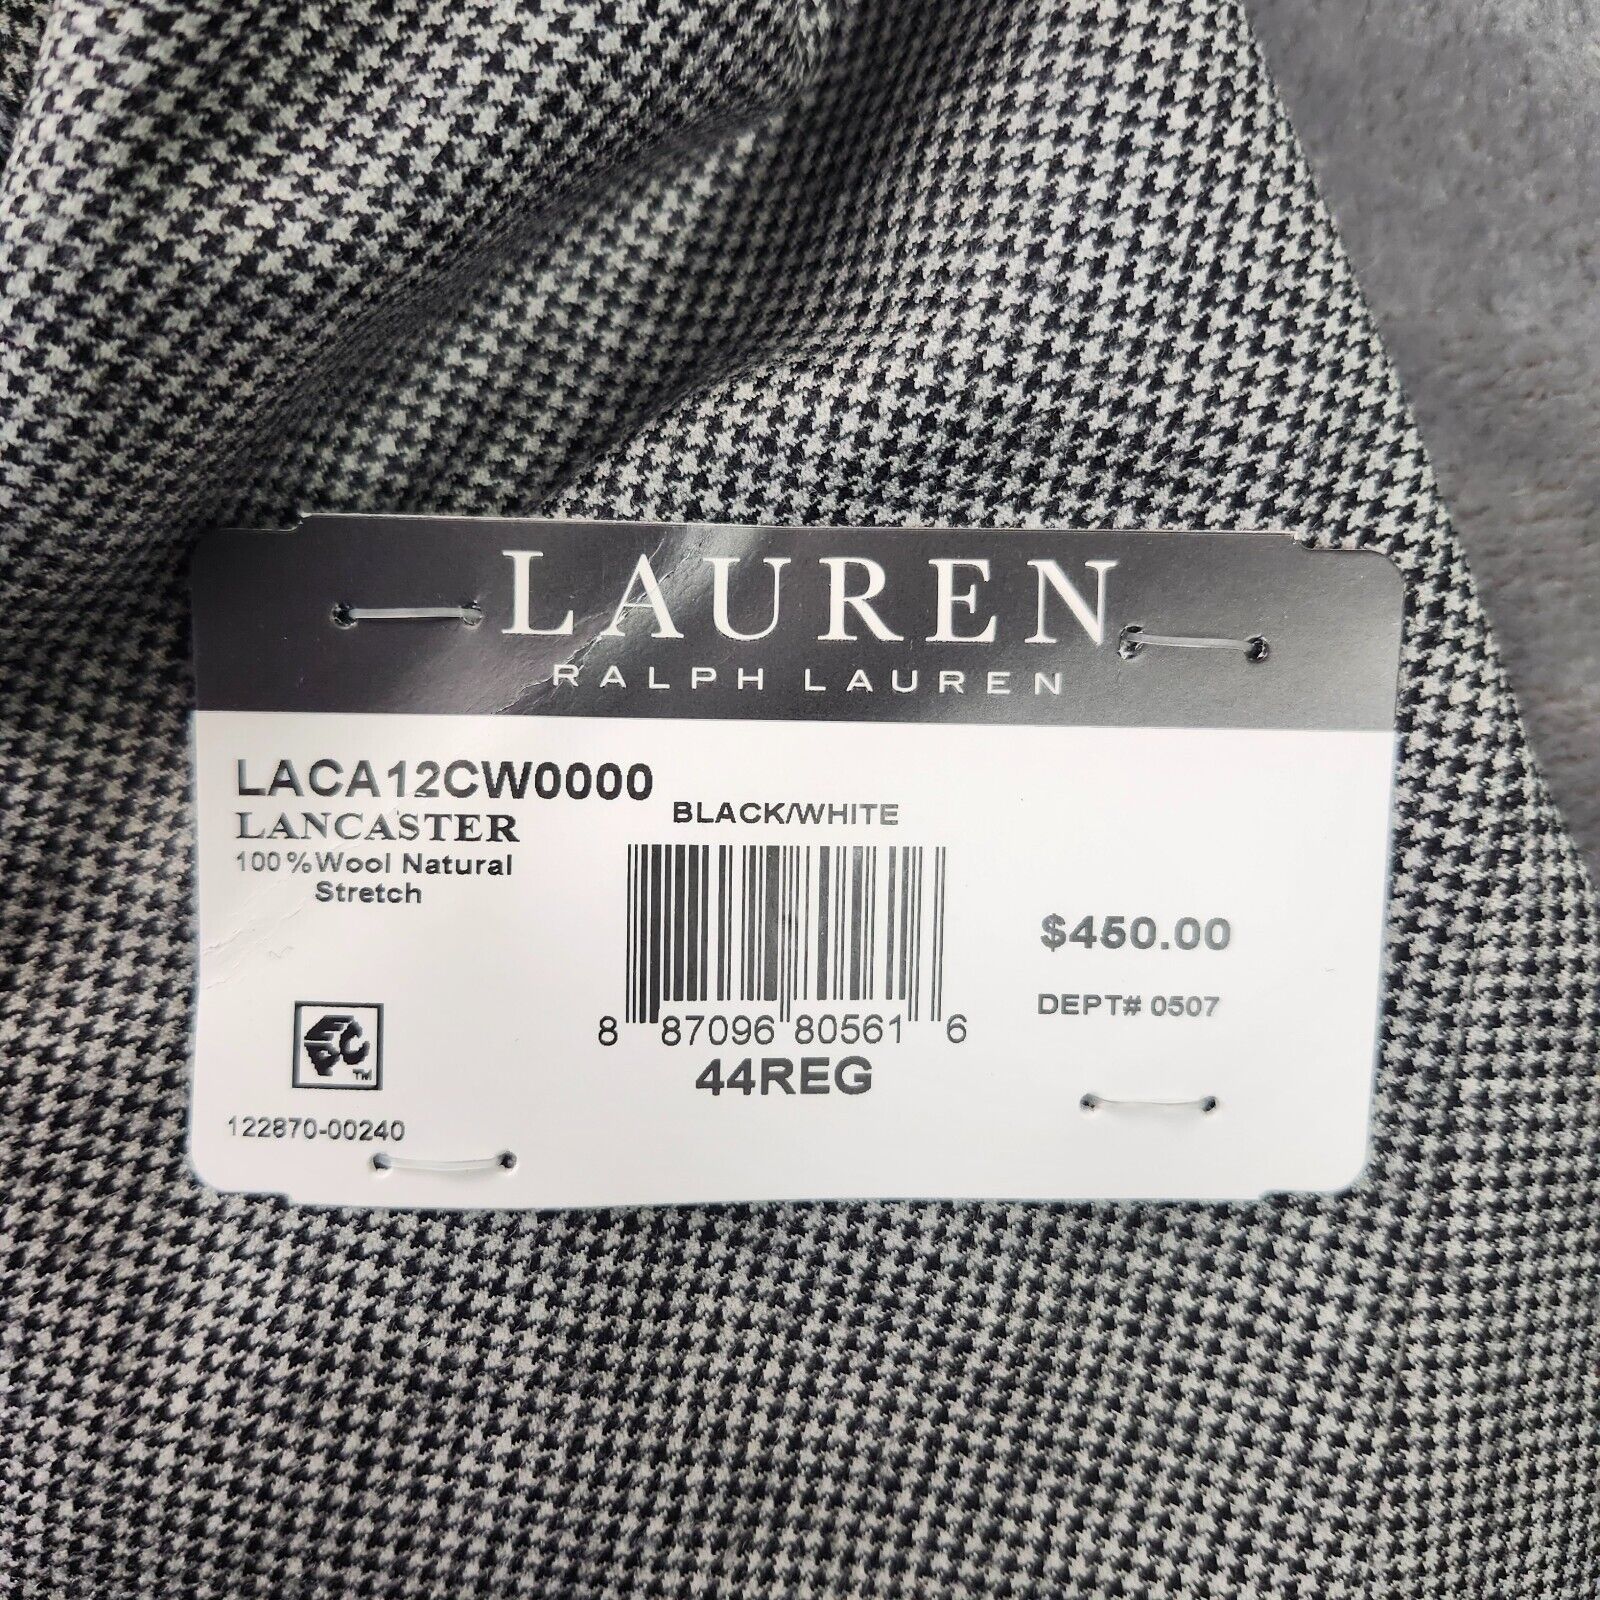 LAUREN
RALPH LAUREN
LACA12CW0000
BLACK/WHITE
LANCASTER
100%Wool Natural
Stretch
$450.00
DEPT# 0507
8 87096 80561 6
44REG
TM
122870-00240